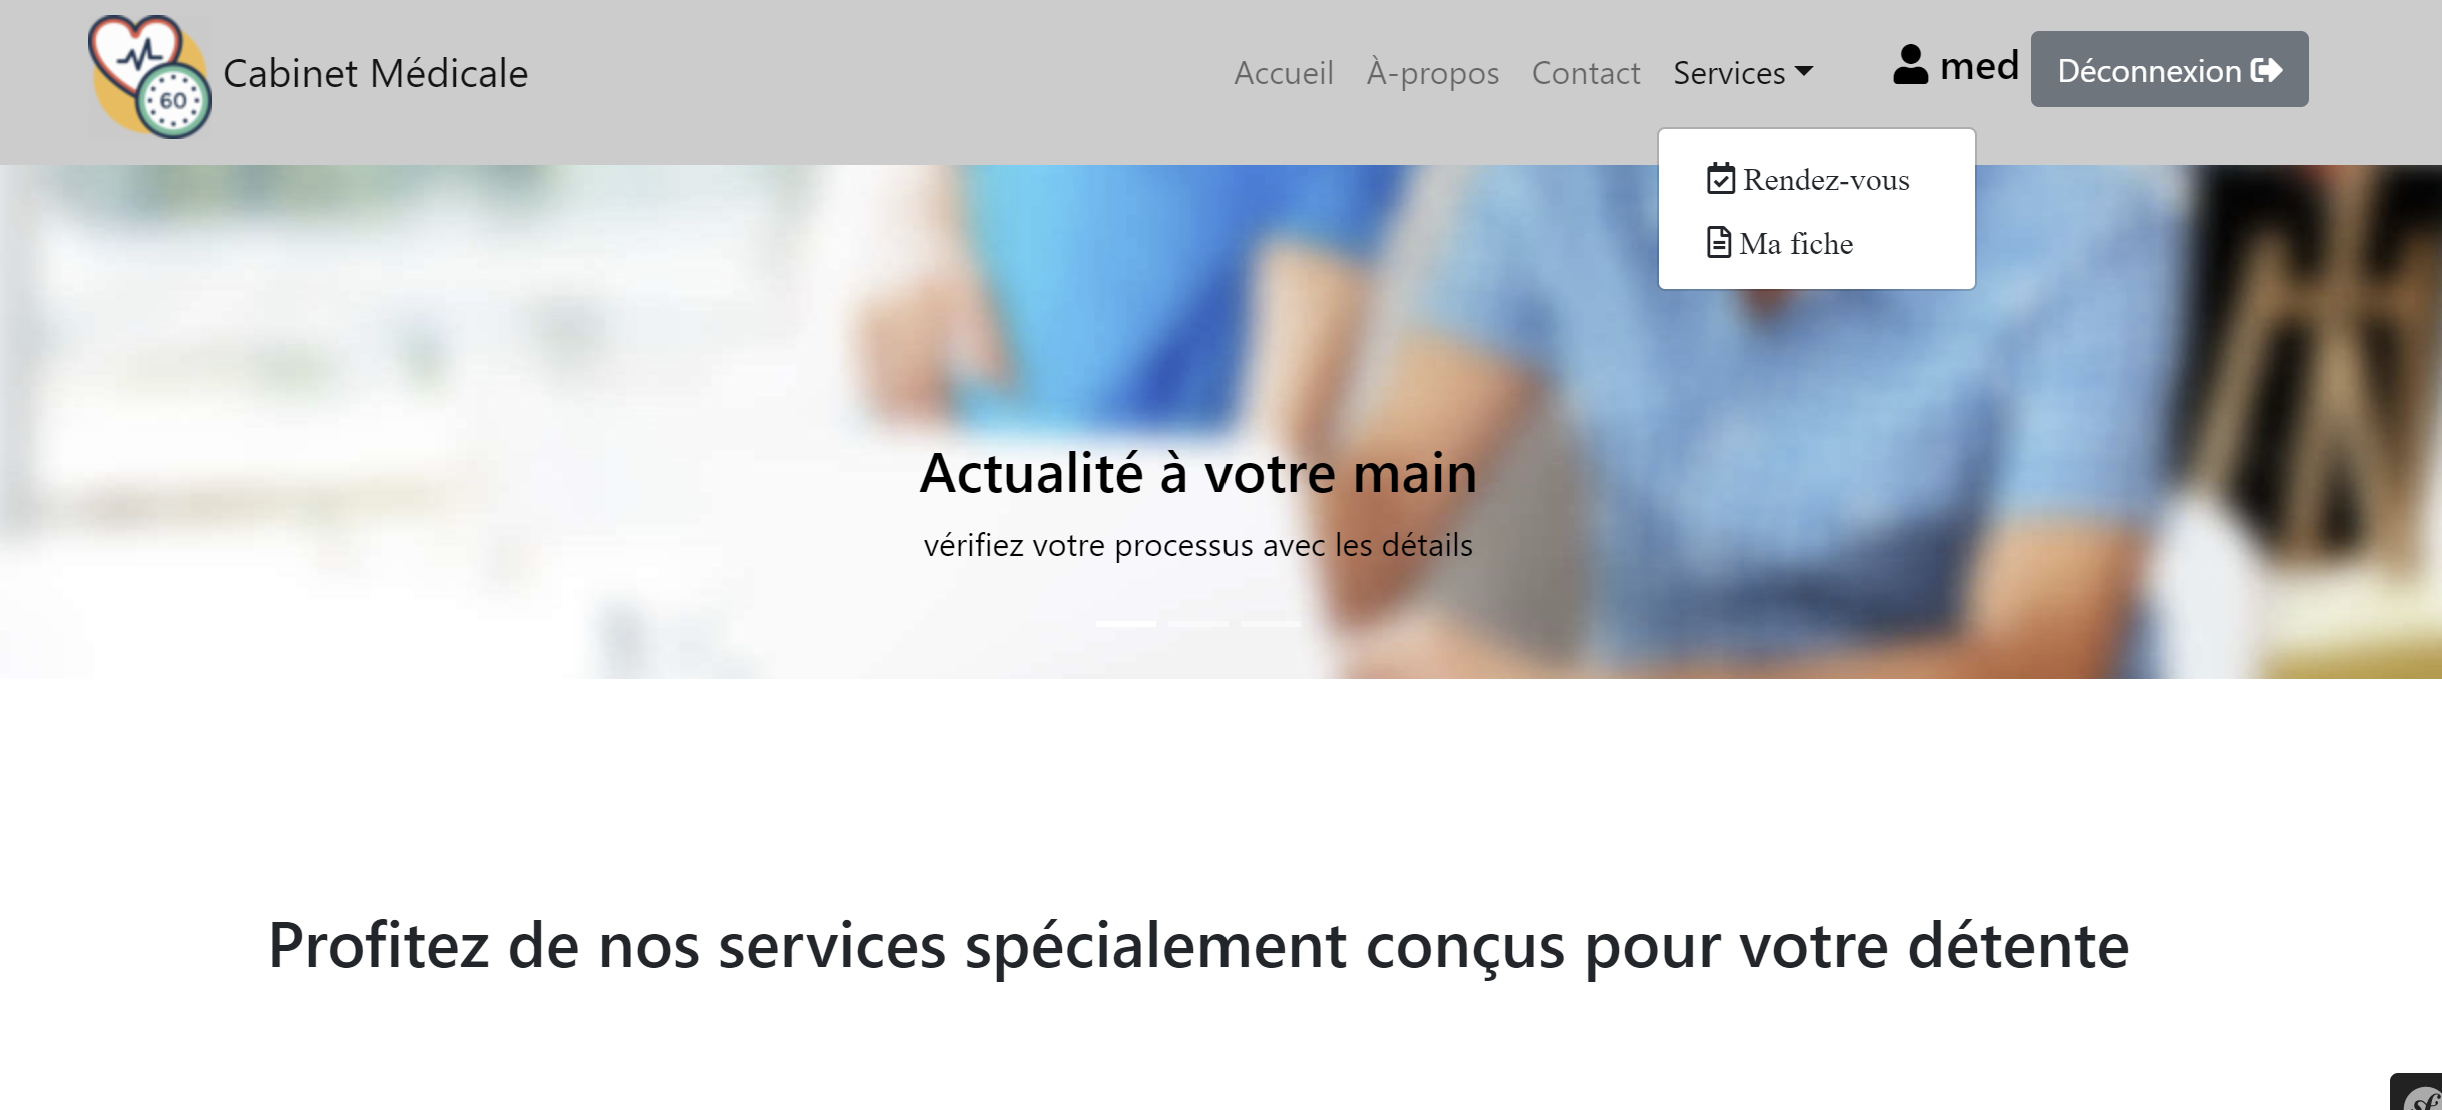 60
Cabinet Médicale
Accueil
À-propos
Contact
Services
med
Déconnexion
Rendez-vous
Ma fiche
Actualité à votre main
vérifiez votre processus avec les détails
Profitez de nos services spécialement conçus pour votre détente